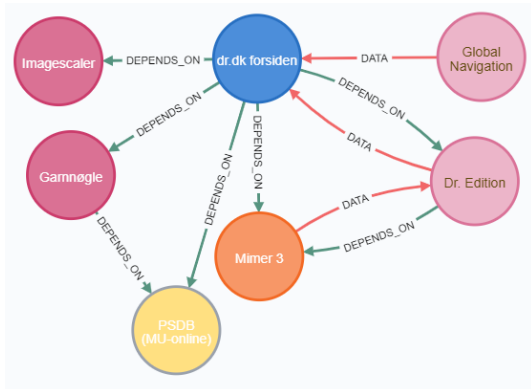 Imagescaler
DEPENDS_ON
dr.dk forsiden
DATA
Global
Navigation
DEPENDS_ON
DEPENDS_ON
DATA
Gamnøgle
DEPENDS_ON
DEPENDS_ON
Dr. Edition
DATA
DEPENDS_ON
DEPENDS_ON
Mimer 3
PSDB
(MU-online)